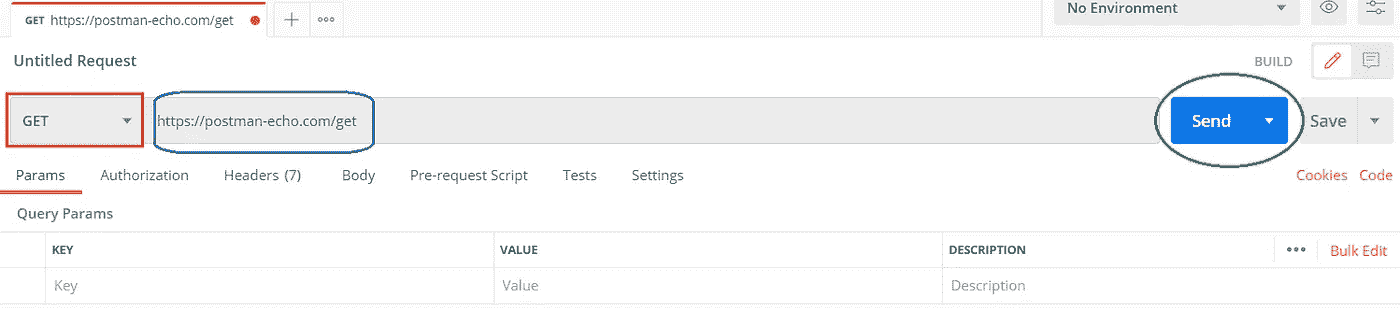 GET https://postman-echo.com/get
No Environment
Untitled Request
BUILD
GET https://postman-echo.com/get Send Save
Params Authorization Headers (7) Body Pre-request Script Tests Settings Cookies Code
Query Params
KEY VALUE DESCRIPTION Bulk Edit
Key Value Description